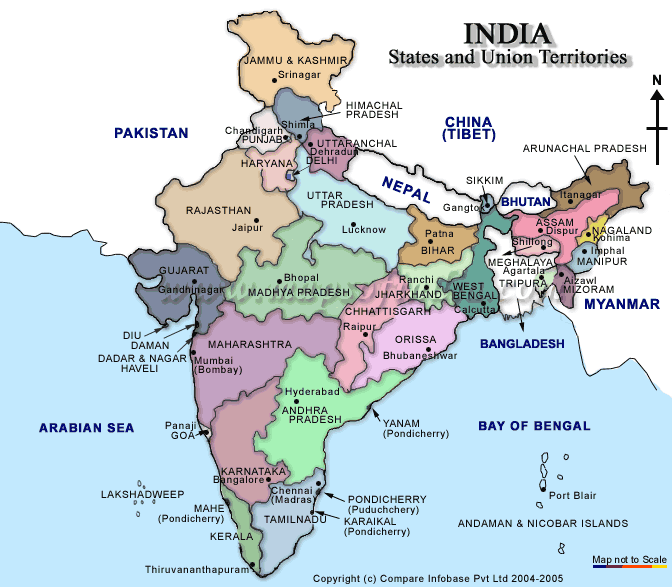 INDIA
States and Union Territories
JAMMU & KASHMIR
Srinagar
N
HIMACHAL
PRADESH
Shimla
CHINA
(TIBET)
PAKISTAN
Chandigarh
PUNJAB
UTTARANCHAL
Dehradun
ARUNACHAL PRADESH
HARYANA
DELHI
NEPAL
SIKKIM
Gangtok
BHUTAN
Itanagar
UTTAR
PRADESH
RAJASTHAN
Jaipur
Lucknow
Patna
BIHAR
ASSAM
Dispur
NAGALAND
Kohima
Shillong
Imphal
MANIPUR
MEGHALAYA
Agartala
TRIPURA
Aizawl
MIZORAM
GUJARAT
Gandhinagar
Bhopal
MADHYA PRADESH
Ranchi
JHARKHAND
WEST
BENGAL
Calcutta
MYANMAR
CHHATTISGARH
Raipur
DIU
DAMAN
DADAR & NAGAR
HAVELI
MAHARASHTRA
Mumbai
(Bombay)
ORISSA
Bhubaneshwar
BANGLADESH
Hyderabad
ANDHRA
PRADESH
YANAM
(Pondicherry)
ARABIAN SEA
Panaji
GOA
BAY OF BENGAL
KARNATAKA
Bangalore
Chennai
(Madras)
LAKSHADWEEP
MAHE
(Pondicherry)
PONDICHERRY
(Puduchchery)
KARAIKAL
(Pondicherry)
TAMILNADU
KERALA
Port Blair
ANDAMAN & NICOBAR ISLANDS
Thiruvananthapuram
Map not to Scale
Copyright (c) Compare Infobase Pvt Ltd 2004-2005